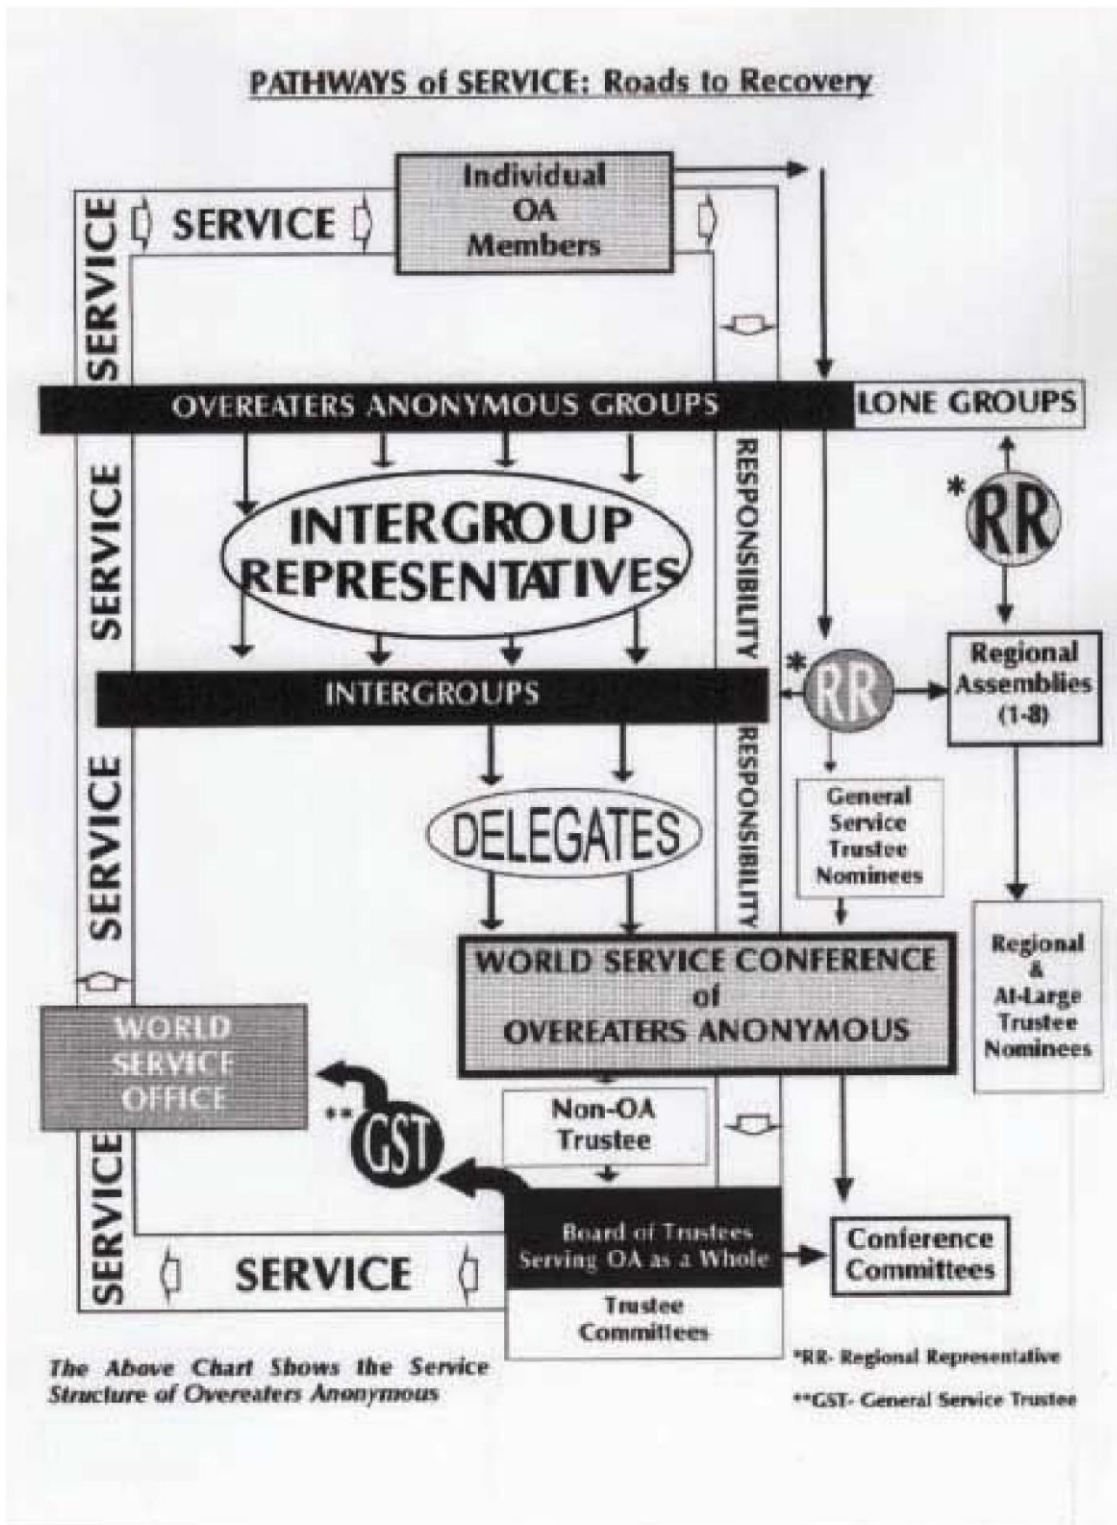 PATHWAYS of SERVICE: Roads to Recovery
Individual
OA
Members
SERVICE
SERVICE
OVEREATERS ANONYMOUS GROUPS
LONE GROUPS
INTERGROUP
REPRESENTATIVES
SERVICE
RESPONSIBILITY
*
RR
INTERGROUPS
*
RR
Regional
Assemblies
(1-8)
DELEGATES
SERVICE
RESPONSIBILITY
General
Service
Trustee
Nominees
Regional
&
At-Large
Trustee
Nominees
WORLD SERVICE CONFERENCE
of
OVEREATERS ANONYMOUS
WORLD
SERVICE
OFFICE
**
GST
Non-OA
Trustee
SERVICE
SERVICE
Board of Trustees
Serving OA as a Whole
Trustee
Committees
Conference
Committees
The Above Chart Shows the Service
Structure of Overeaters Anonymous
*RR- Regional Representative
**GST- General Service Trustee